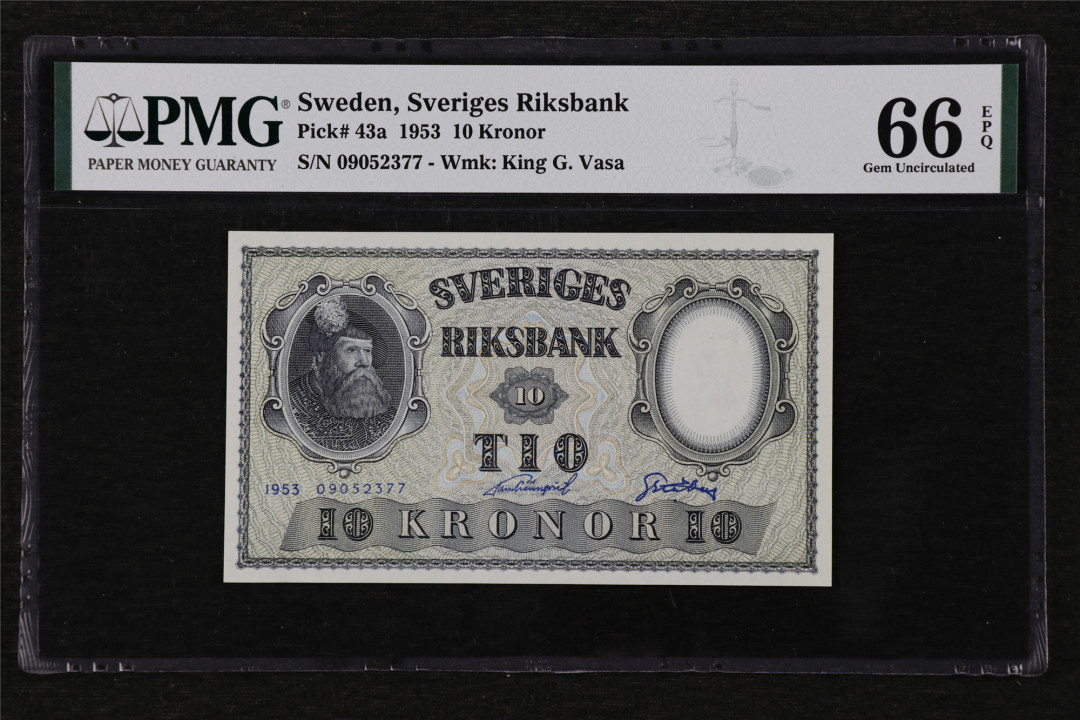 PMG®
PAPER MONEY GUARANTY
Sweden, Sveriges Riksbank
Pick# 43a 1953 10 Kronor
S/N 09052377 - Wmk: King G. Vasa
66 EPQ
Gem Uncirculated
SVERIGES
RIKSBANK
10
TIO
1953 09052377
10 KRONOR 10